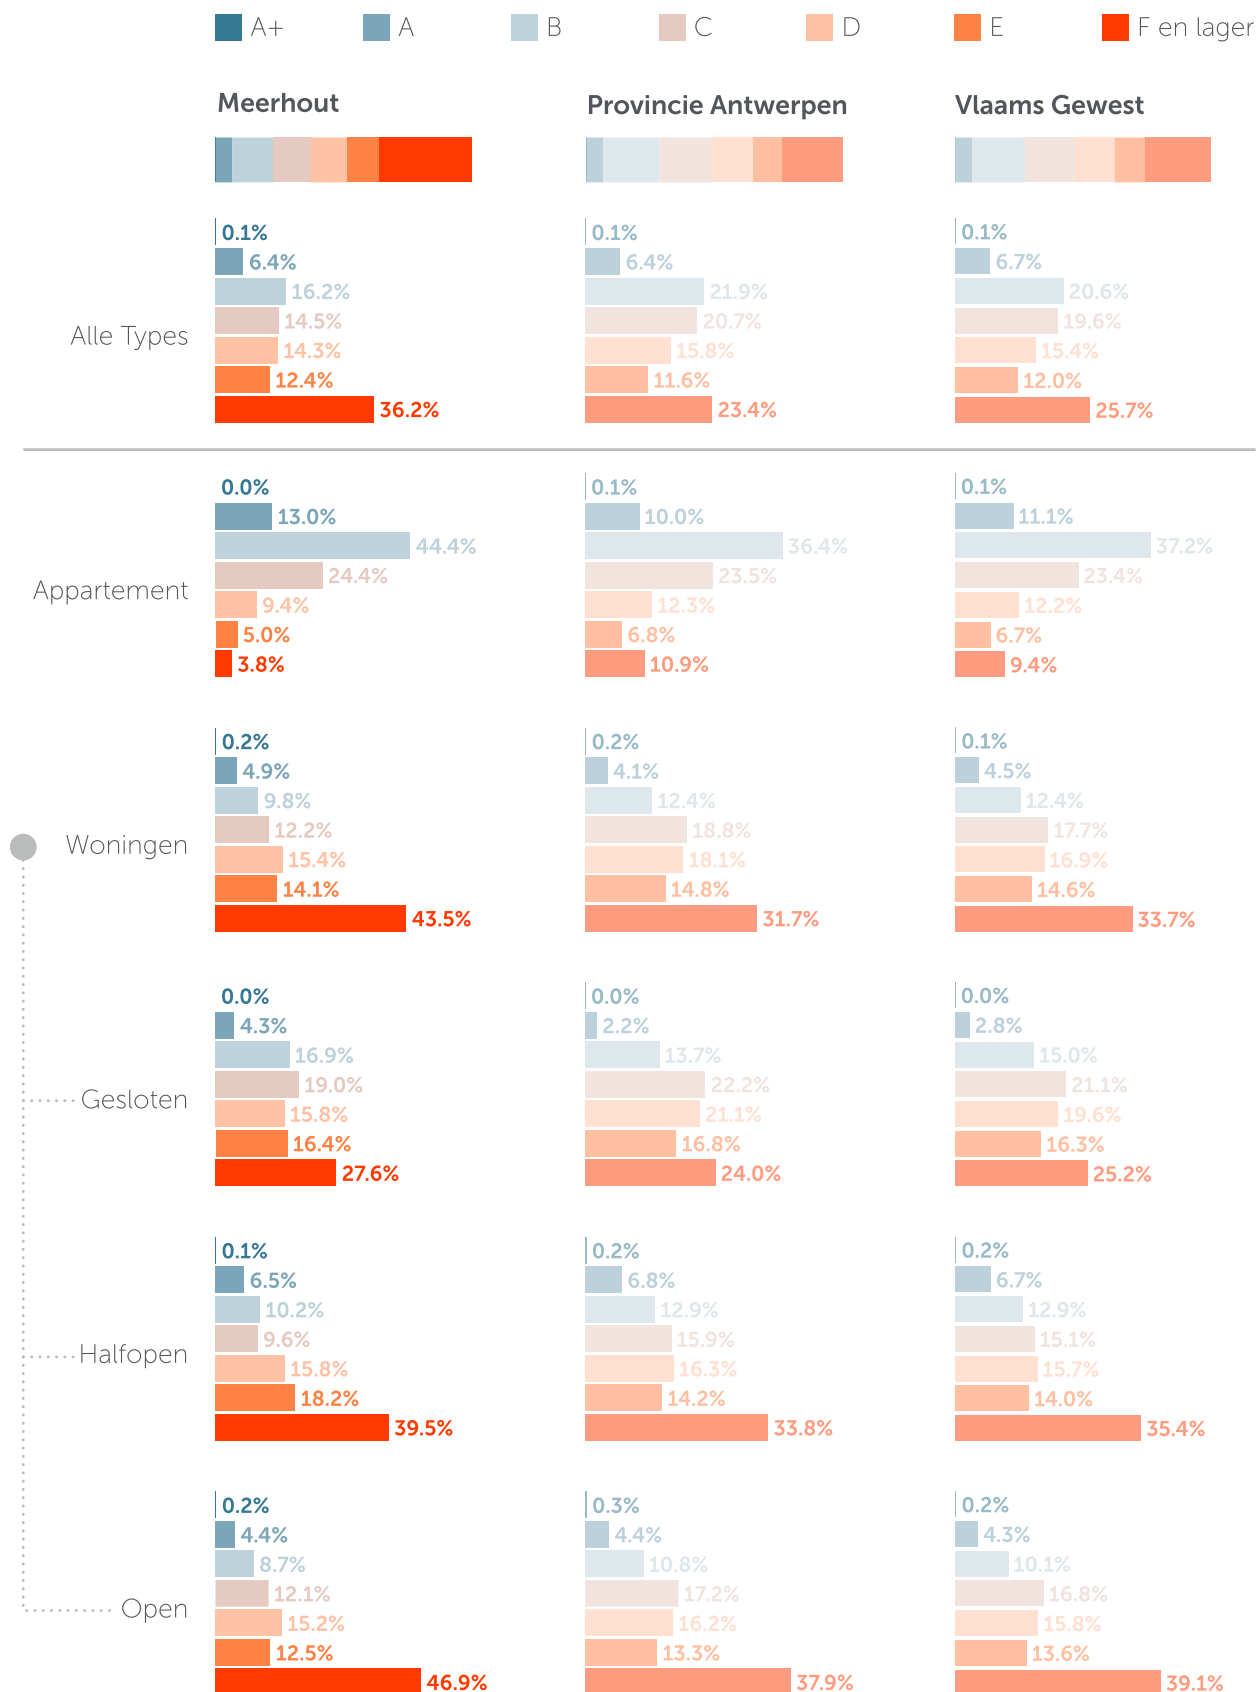 A+ A B C D E F en lager
Meerhout Provincie Antwerpen Vlaams Gewest
0.1% 0.1% 0.1%
6.4% 6.4% 6.7%
16.2% 21.9% 20.6%
14.5% 20.7% 19.6%
Alle Types
14.3% 15.8% 15.4%
12.4% 11.6% 12.0%
36.2% 23.4% 25.7%
0.0% 0.1% 0.1%
13.0% 10.0% 11.1%
44.4% 36.4% 37.2%
24.4% 23.5% 23.4%
Appartement
9.4% 12.3% 12.2%
5.0% 6.8% 6.7%
3.8% 10.9% 9.4%
0.2% 0.2% 0.1%
4.9% 4.1% 4.5%
9.8% 12.4% 12.4%
12.2% 18.8% 17.7%
Woningen
15.4% 18.1% 16.9%
14.1% 14.8% 14.6%
43.5% 31.7% 33.7%
0.0% 0.0% 0.0%
4.3% 2.2% 2.8%
16.9% 13.7% 15.0%
19.0% 22.2% 21.1%
Gesloten
15.8% 21.1% 19.6%
16.4% 16.8% 16.3%
27.6% 24.0% 25.2%
0.1% 0.2% 0.2%
6.5% 6.8% 6.7%
10.2% 12.9% 12.9%
9.6% 15.9% 15.1%
Halfopen
15.8% 16.3% 15.7%
18.2% 14.2% 14.0%
39.5% 33.8% 35.4%
0.2% 0.3% 0.2%
4.4% 4.4% 4.3%
8.7% 10.8% 10.1%
12.1% 17.2% 16.8%
Open
15.2% 16.2% 15.8%
12.5% 13.3% 13.6%
46.9% 37.9% 39.1%